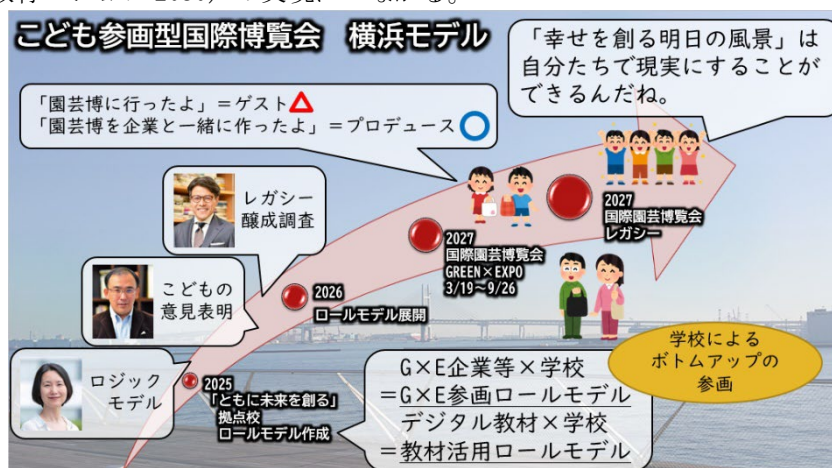 こども参画型国際博覧会　横浜モデル
「幸せを創る明日の風景」は
自分たちで現実にすることが
できるんだね。
「園芸博に行ったよ」＝ゲスト△
「園芸博を企業と一緒に作ったよ」＝プロデュース○
レガシー
醸成調査
こどもの
意見表明
ロジック
モデル
2025
「ともに未来を創る」
拠点校
ロールモデル作成
2026
ロールモデル展開
2027
国際園芸博覧会
GREEN×EXPO
3/19～9/26
2027
国際園芸博覧会
レガシー
G×E企業等×学校
＝G×E参画ロールモデル
デジタル教材×学校
＝教材活用ロールモデル
学校による
ボトムアップの
参画